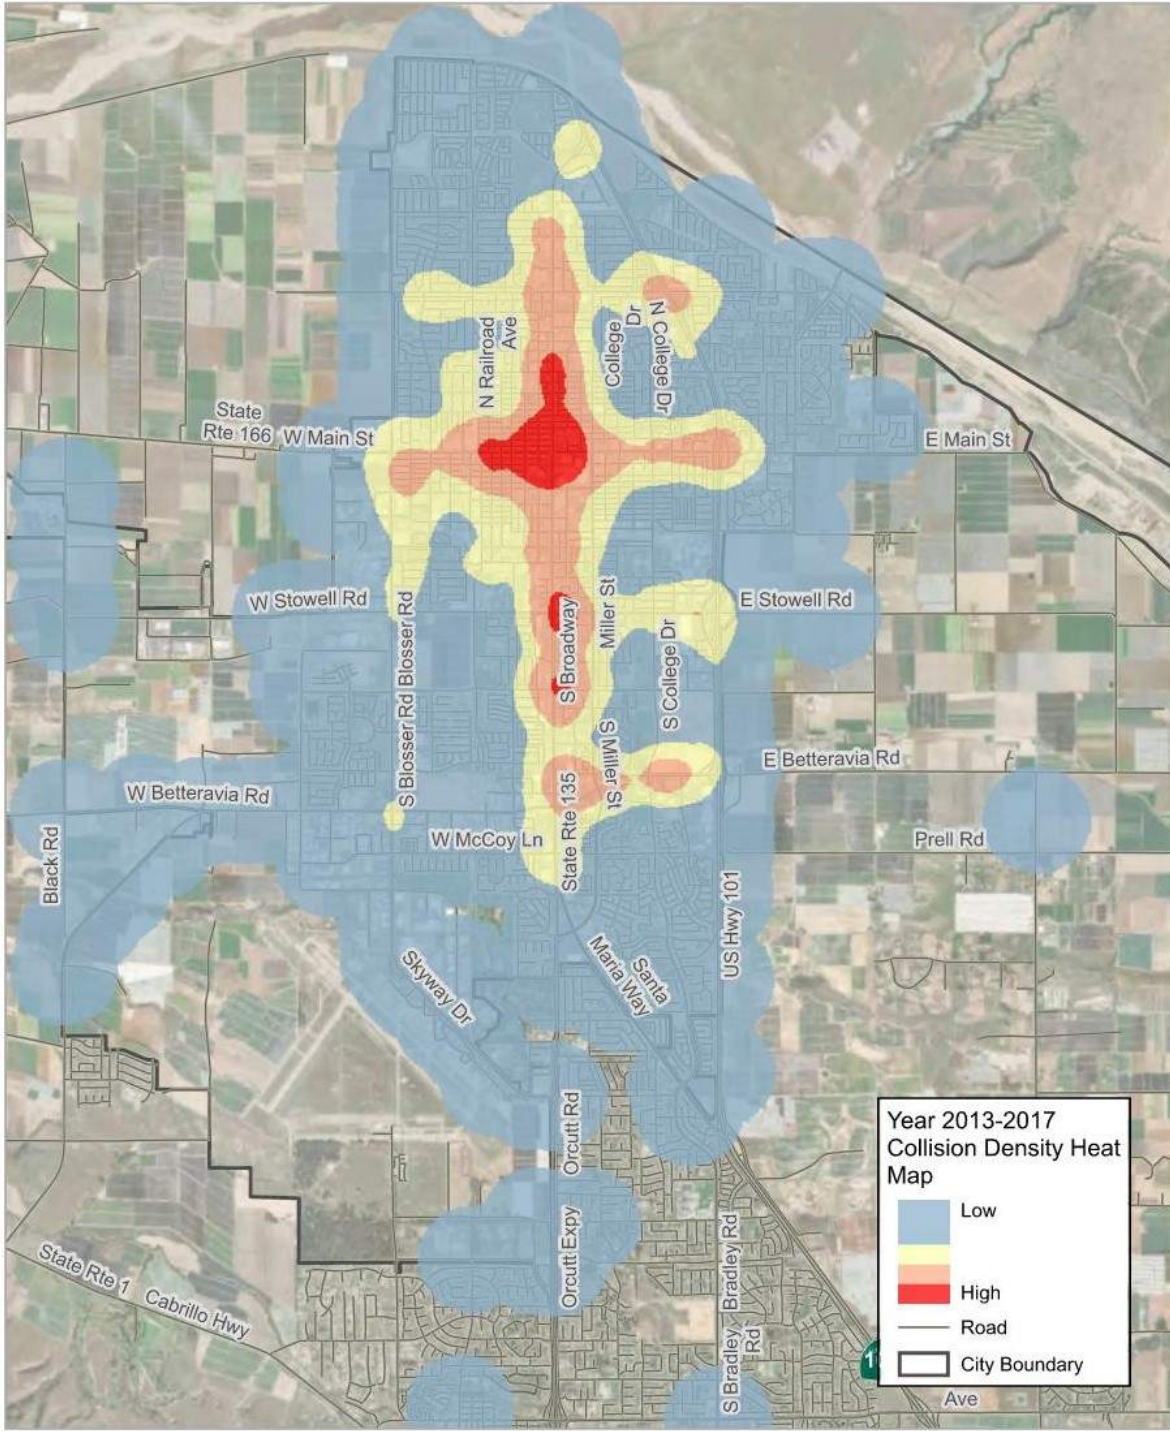 N Railroad
Ave
College
Dr
N College Dr
State
Rte 166
W Main St
E Main St
W Stowell Rd
E Stowell Rd
S Blosser Rd Blosser Rd
S Broadway
Miller St
S College Dr
S Miller St
E Betteravia Rd
W Betteravia Rd
State Rte 135
W McCoy Ln
Prell Rd
Black Rd
US Hwy 101
Skyway Dr
Santa
Maria Way
Orcutt Rd
Orcutt Expy
State Rte 1 Cabrillo Hwy
S Bradley Bradley Rd
Rd
Ave
Year 2013-2017
Collision Density Heat
Map
Low
High
Road
City Boundary